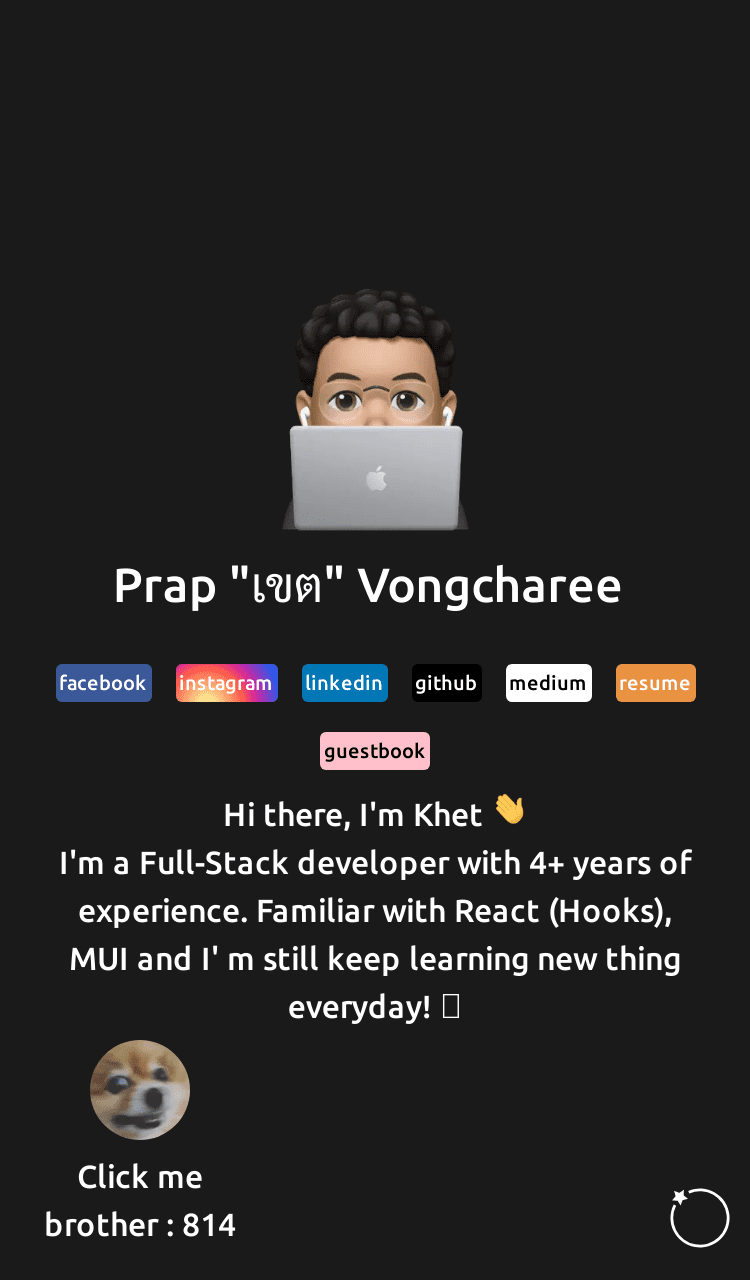 Prap "เขต" Vongcharee
facebook instagram linkedin github medium resume
guestbook
Hi there, I'm Khet 👋
I'm a Full-Stack developer with 4+ years of
experience. Familiar with React (Hooks),
MUI and I' m still keep learning new thing
everyday!
Click me
brother : 814